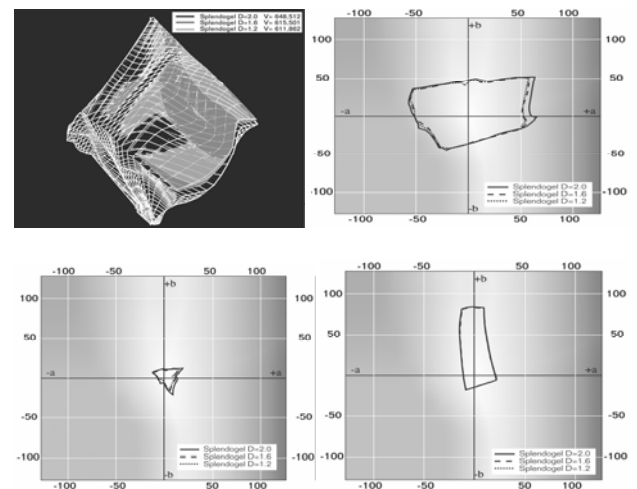 Splendogel D=2.0 V= 648,512
Splendogel D=1.6 V= 615,501
Splendogel D=1.2 V= 611,862
-100 -50 50 100
+b
100 100
50 50
-a +a
-50 -50
Splendogel D=2.0
Splendogel D=1.6
Splendogel D=1.2
-100 -100
-b
-100 -50 50 100
-100 -50 50 100
+b
100
50
-a +a
-50
Splendogel D=2.0
Splendogel D=1.6
Splendogel D=1.2
-100
-b
-100 -50 50 100
-100 -50 50 100
+b
100 100
50 50
-a +a
-50 -50
Splendogel D=2.0
Splendogel D=1.6
Splendogel D=1.2
-100 -100
-b
-100 -50 50 100